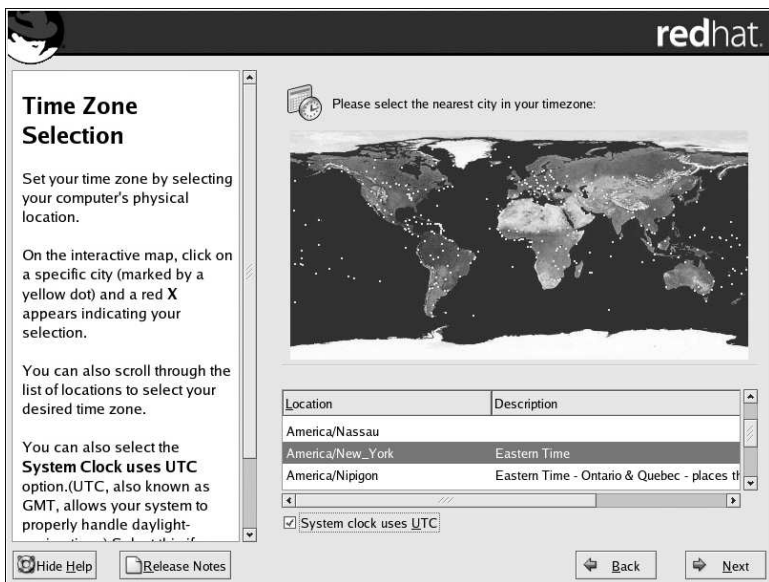 redhat.
Time Zone
Selection
Set your time zone by selecting
your computer's physical
location.
On the interactive map, click on
a specific city (marked by a
yellow dot) and a red X
appears indicating your
selection.
You can also scroll through the
list of locations to select your
desired time zone.
You can also select the
System Clock uses UTC
option.(UTC, also known as
GMT, allows your system to
properly handle daylight-
Please select the nearest city in your timezone:
Location Description
America/Nassau
America/New_York Eastern Time
America/Nipigon Eastern Time - Ontario & Quebec - places
System clock uses UTC
Hide Help Release Notes Back Next